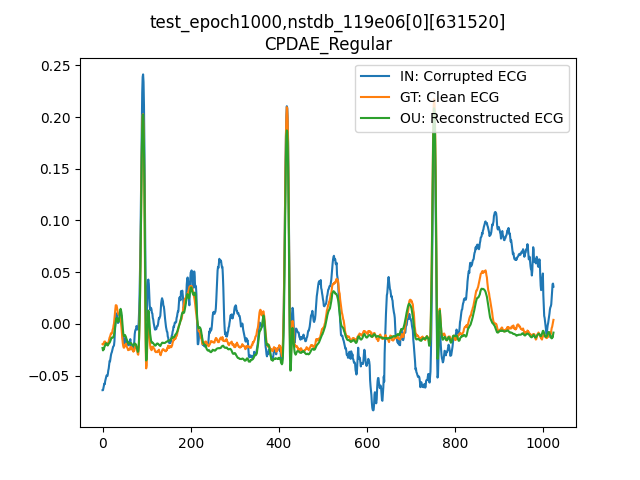 test_epoch1000,nstdb_119e06[0][631520]
CPDAE_Regular
IN: Corrupted ECG
GT: Clean ECG
OU: Reconstructed ECG
0.25
0.20
0.15
0.10
0.05
0.00
−0.05
0 200 400 600 800 1000